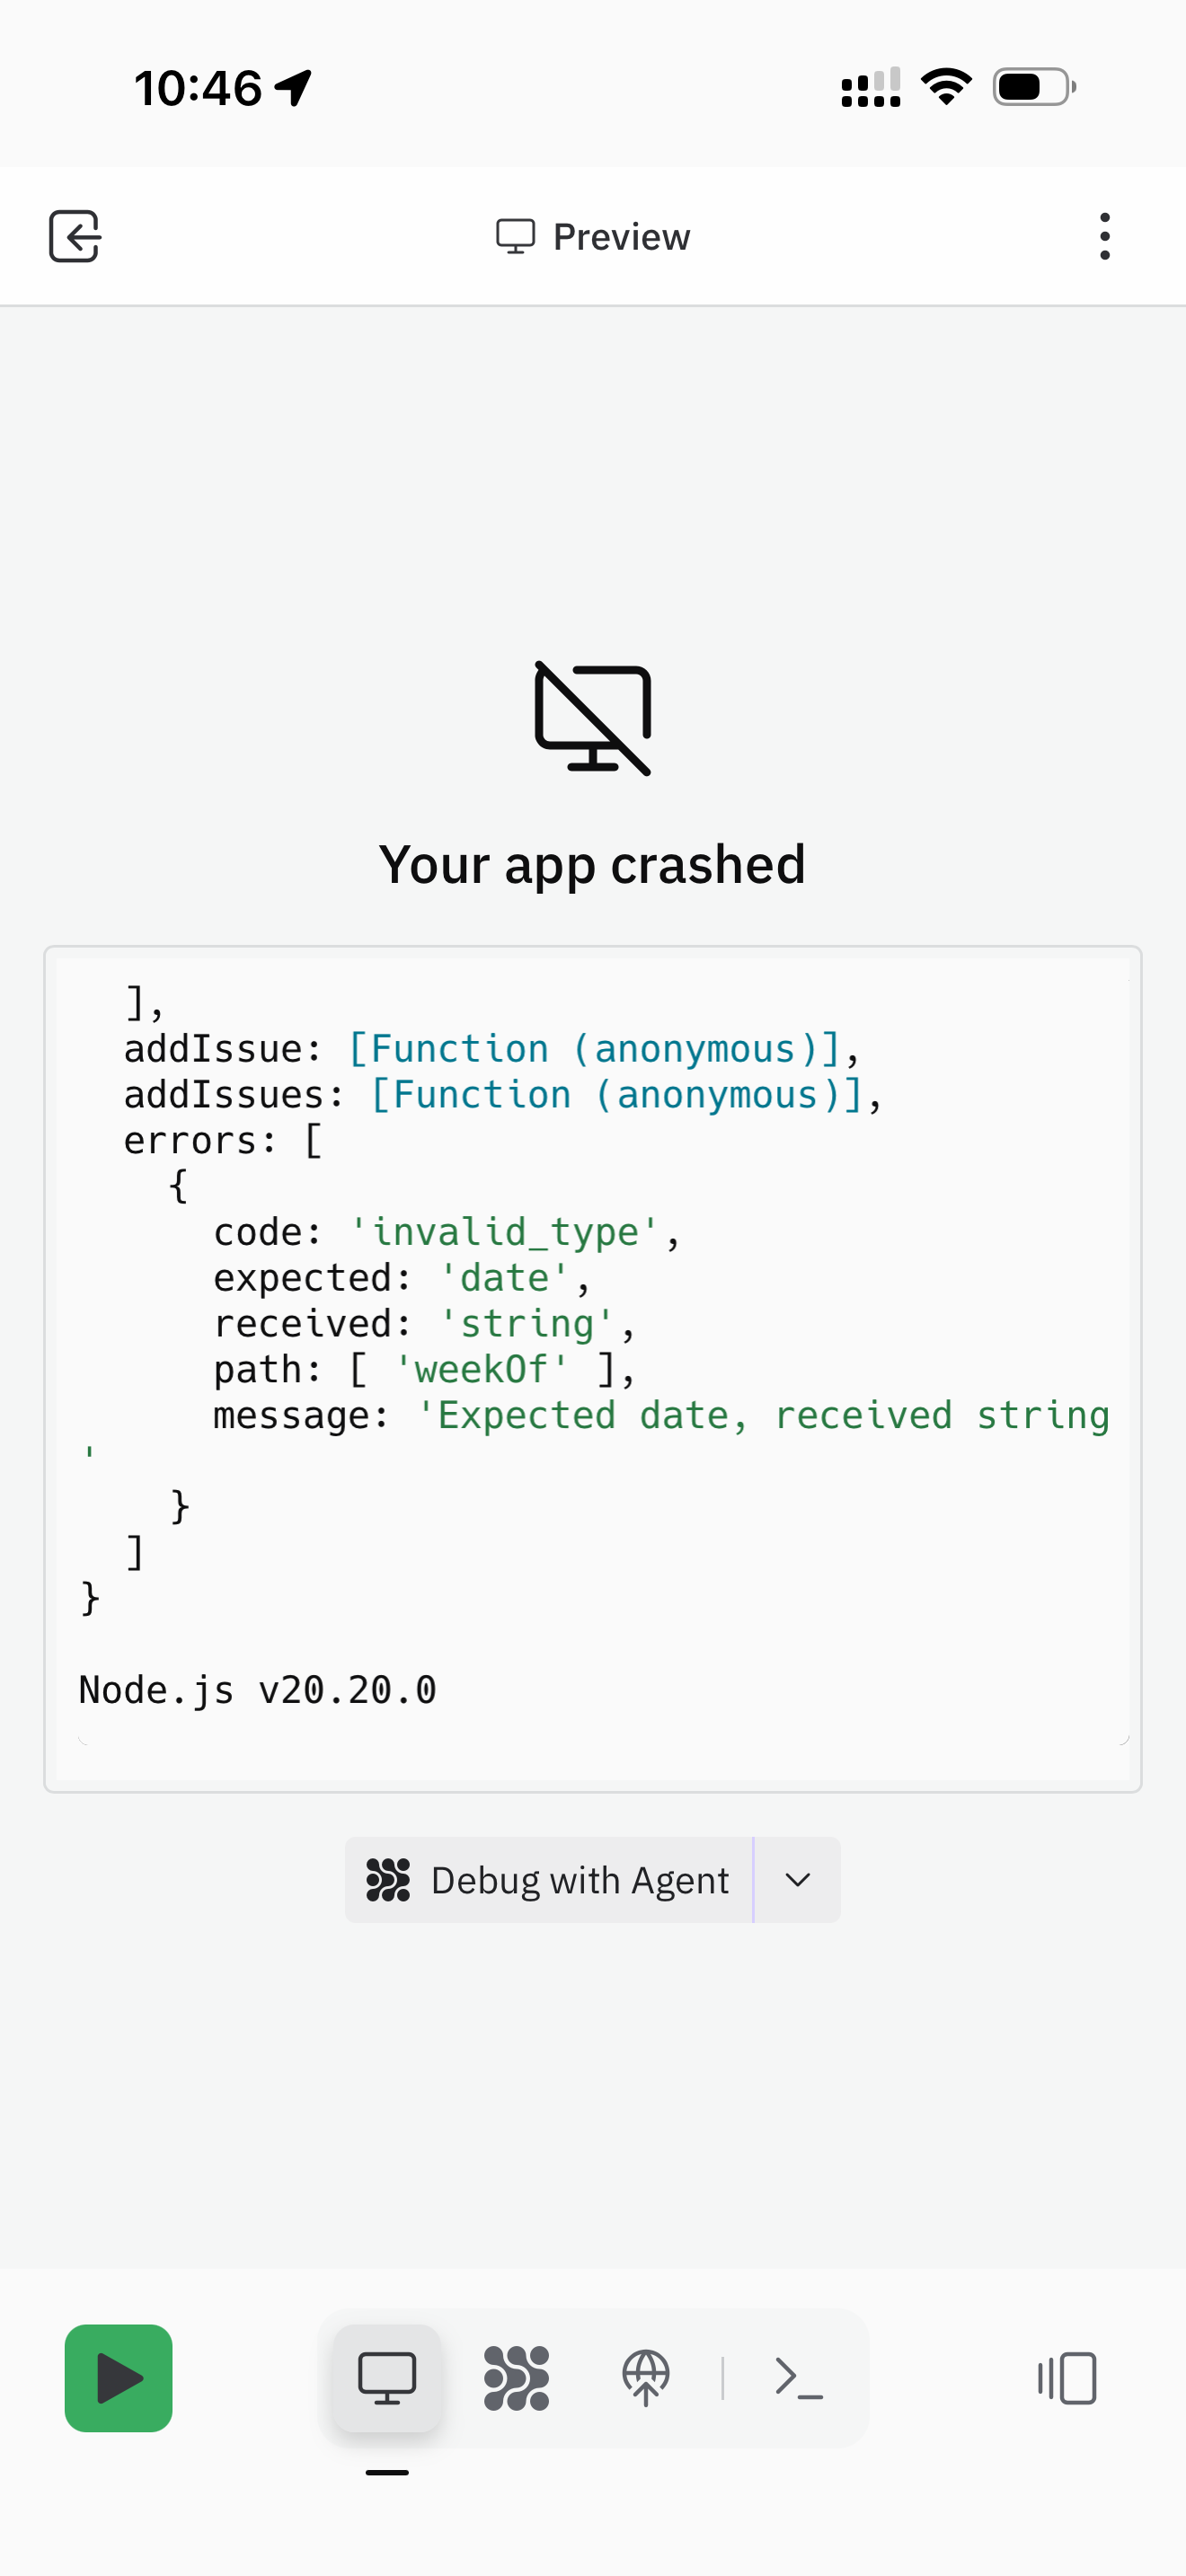 10:46
Preview
Your app crashed
  ],
  addIssue: [Function (anonymous)],
  addIssues: [Function (anonymous)],
  errors: [
    {
      code: 'invalid_type',
      expected: 'date',
      received: 'string',
      path: [ 'weekOf' ],
      message: 'Expected date, received string
'
    }
  ]
}
Node.js v20.20.0
Debug with Agent